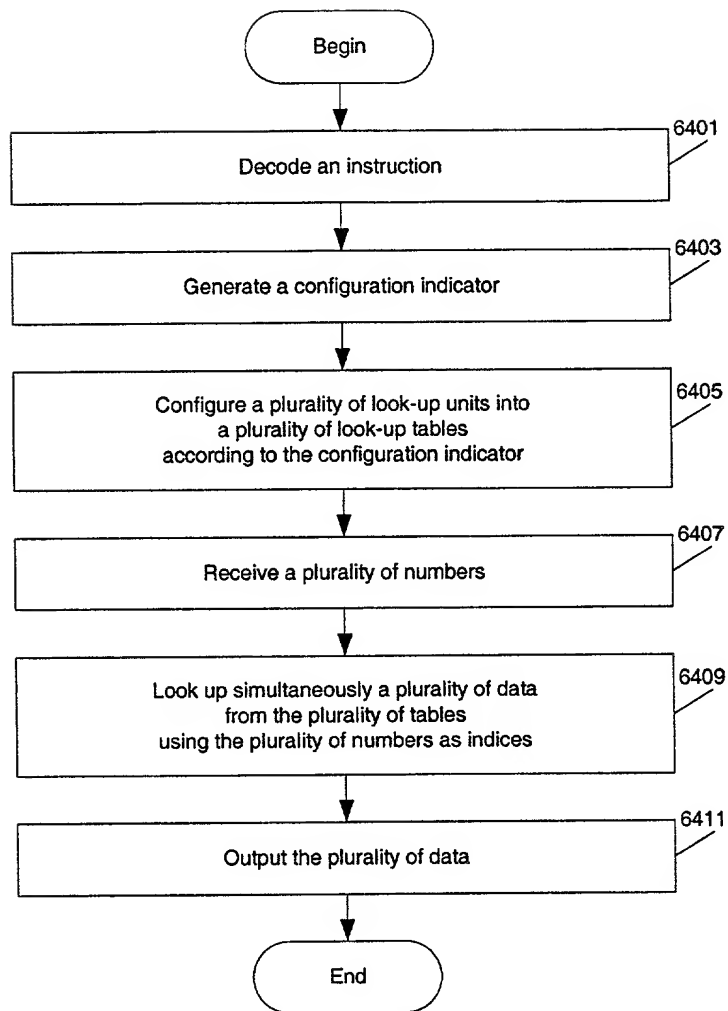 Begin
6401
Decode an instruction
6403
Generate a configuration indicator
6405
Configure a plurality of look-up units into
a plurality of look-up tables
according to the configuration indicator
6407
Receive a plurality of numbers
6409
Look up simultaneously a plurality of data
from the plurality of tables
using the plurality of numbers as indices
6411
Output the plurality of data
End